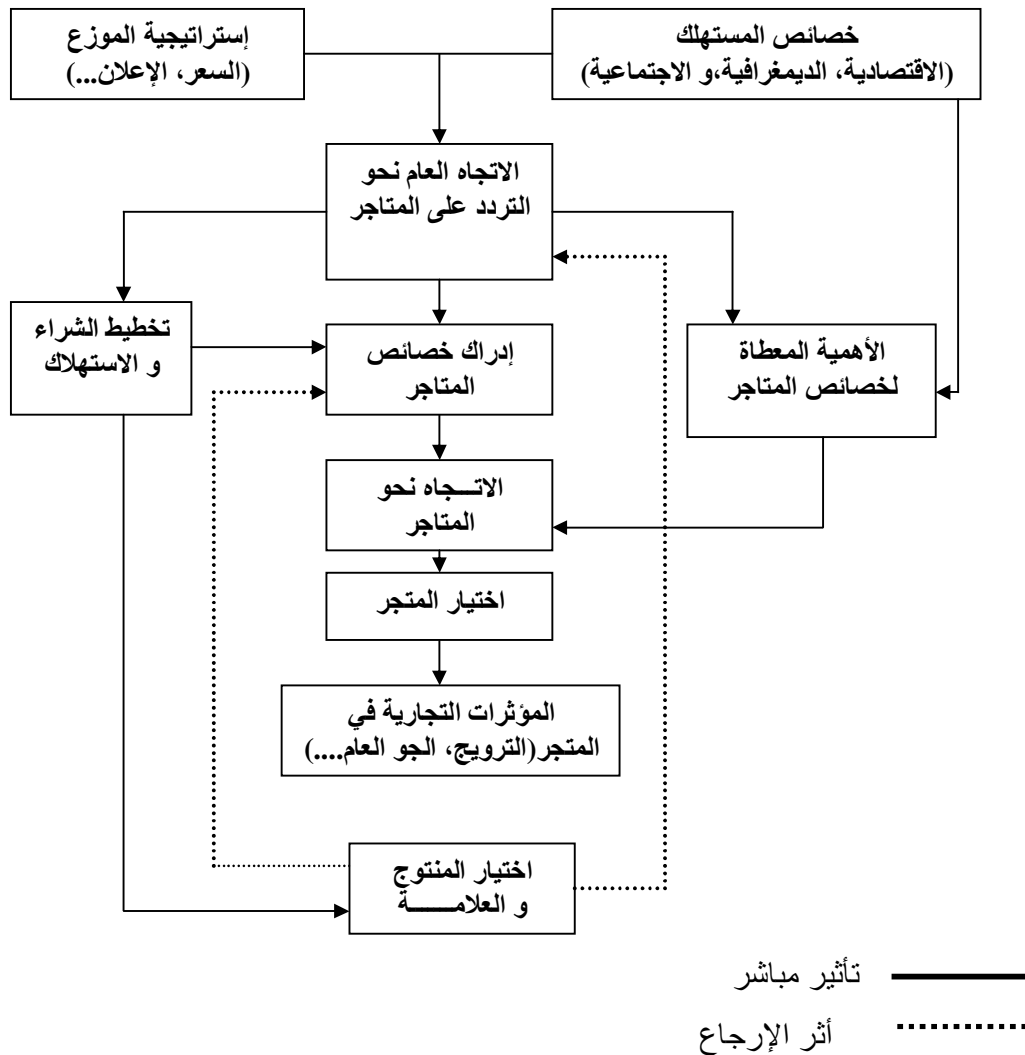 خصائص المستهلك
(الاقتصادية، الديمغرافية،و الاجتماعية)
إستراتيجية الموزع
(السعر، الإعلان...)
الاتجاه العام نحو
التردد على المتاجر
تخطيط الشراء
و الاستهلاك
إدراك خصائص
المتاجر
الأهمية المعطاة
لخصائص المتاجر
الاتـــجاه نحو
المتاجر
اختيار المتجر
المؤثرات التجارية في
المتجر(الترويج، الجو العام....)
اختيار المنتوج
و العلامـــــــة
تأثير مباشر
أثر الإرجاع